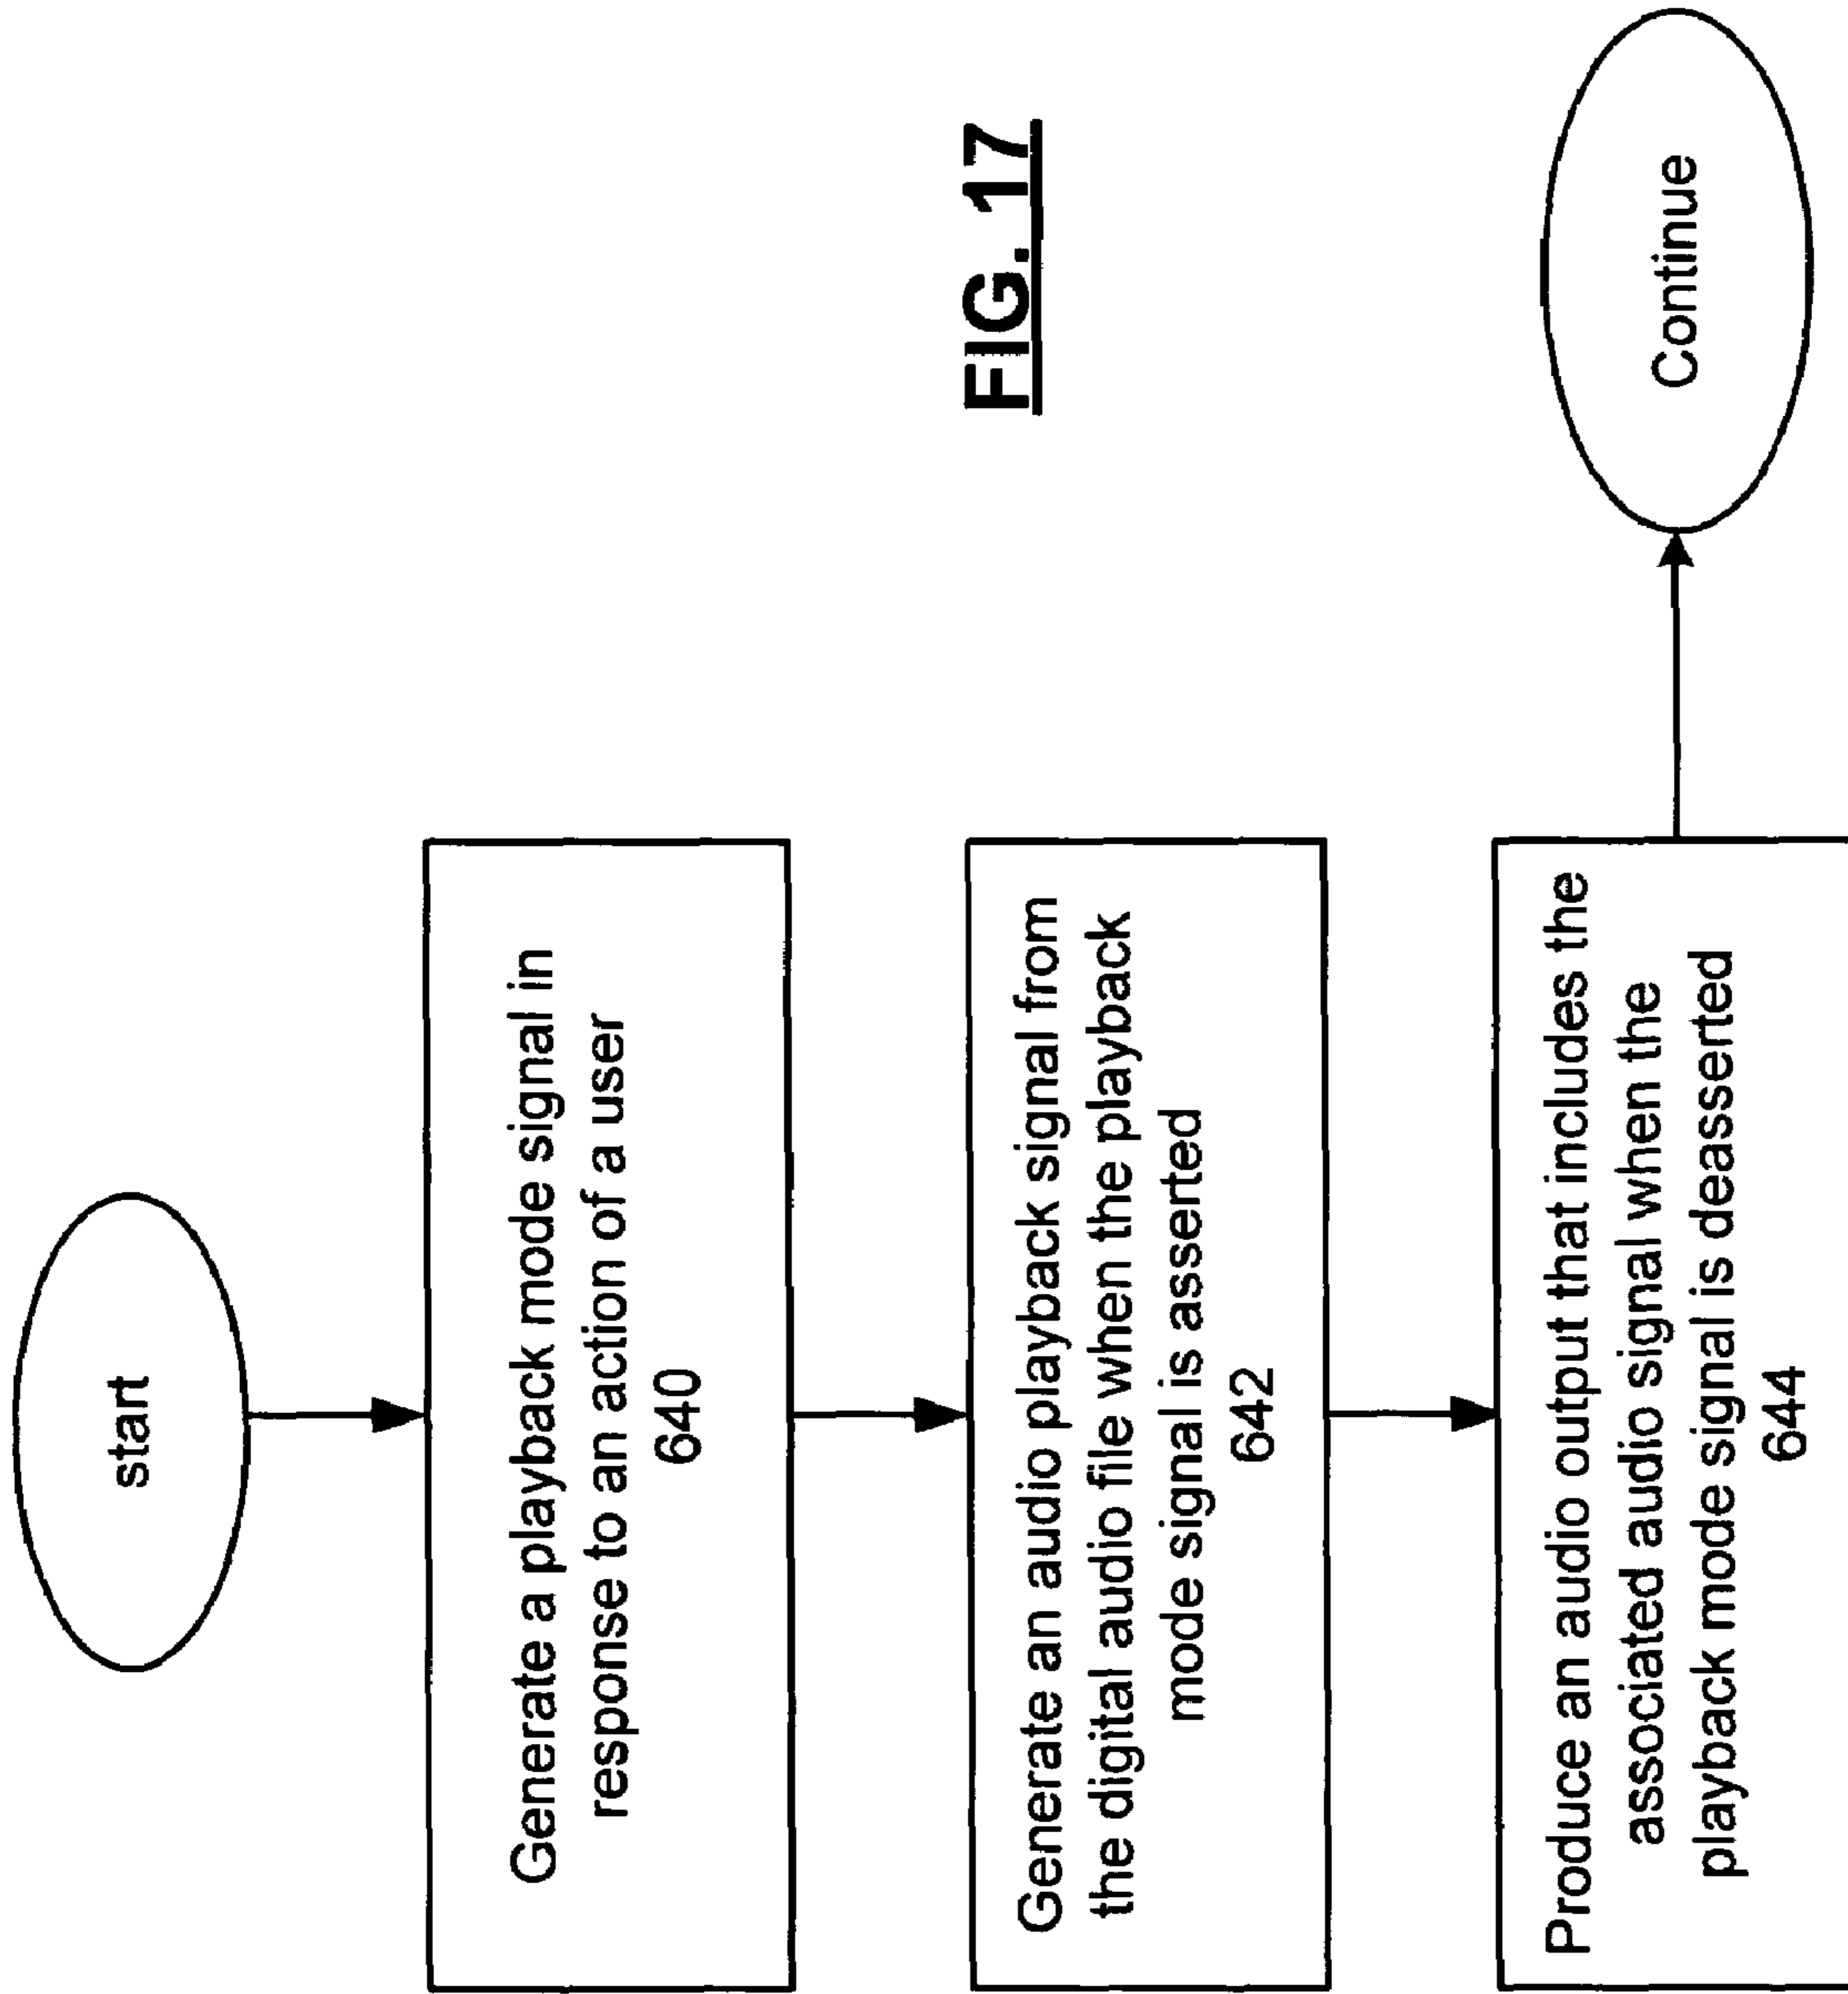 start
Generate a playback mode signal in
response to an action of a user
640
Generate an audio playback signal from
the digital audio file when the playback
mode signal is asserted
642
Produce an audio output that includes the
associated audio signal when the
playback mode signal is deasserted
644
Continue
FIG. 17